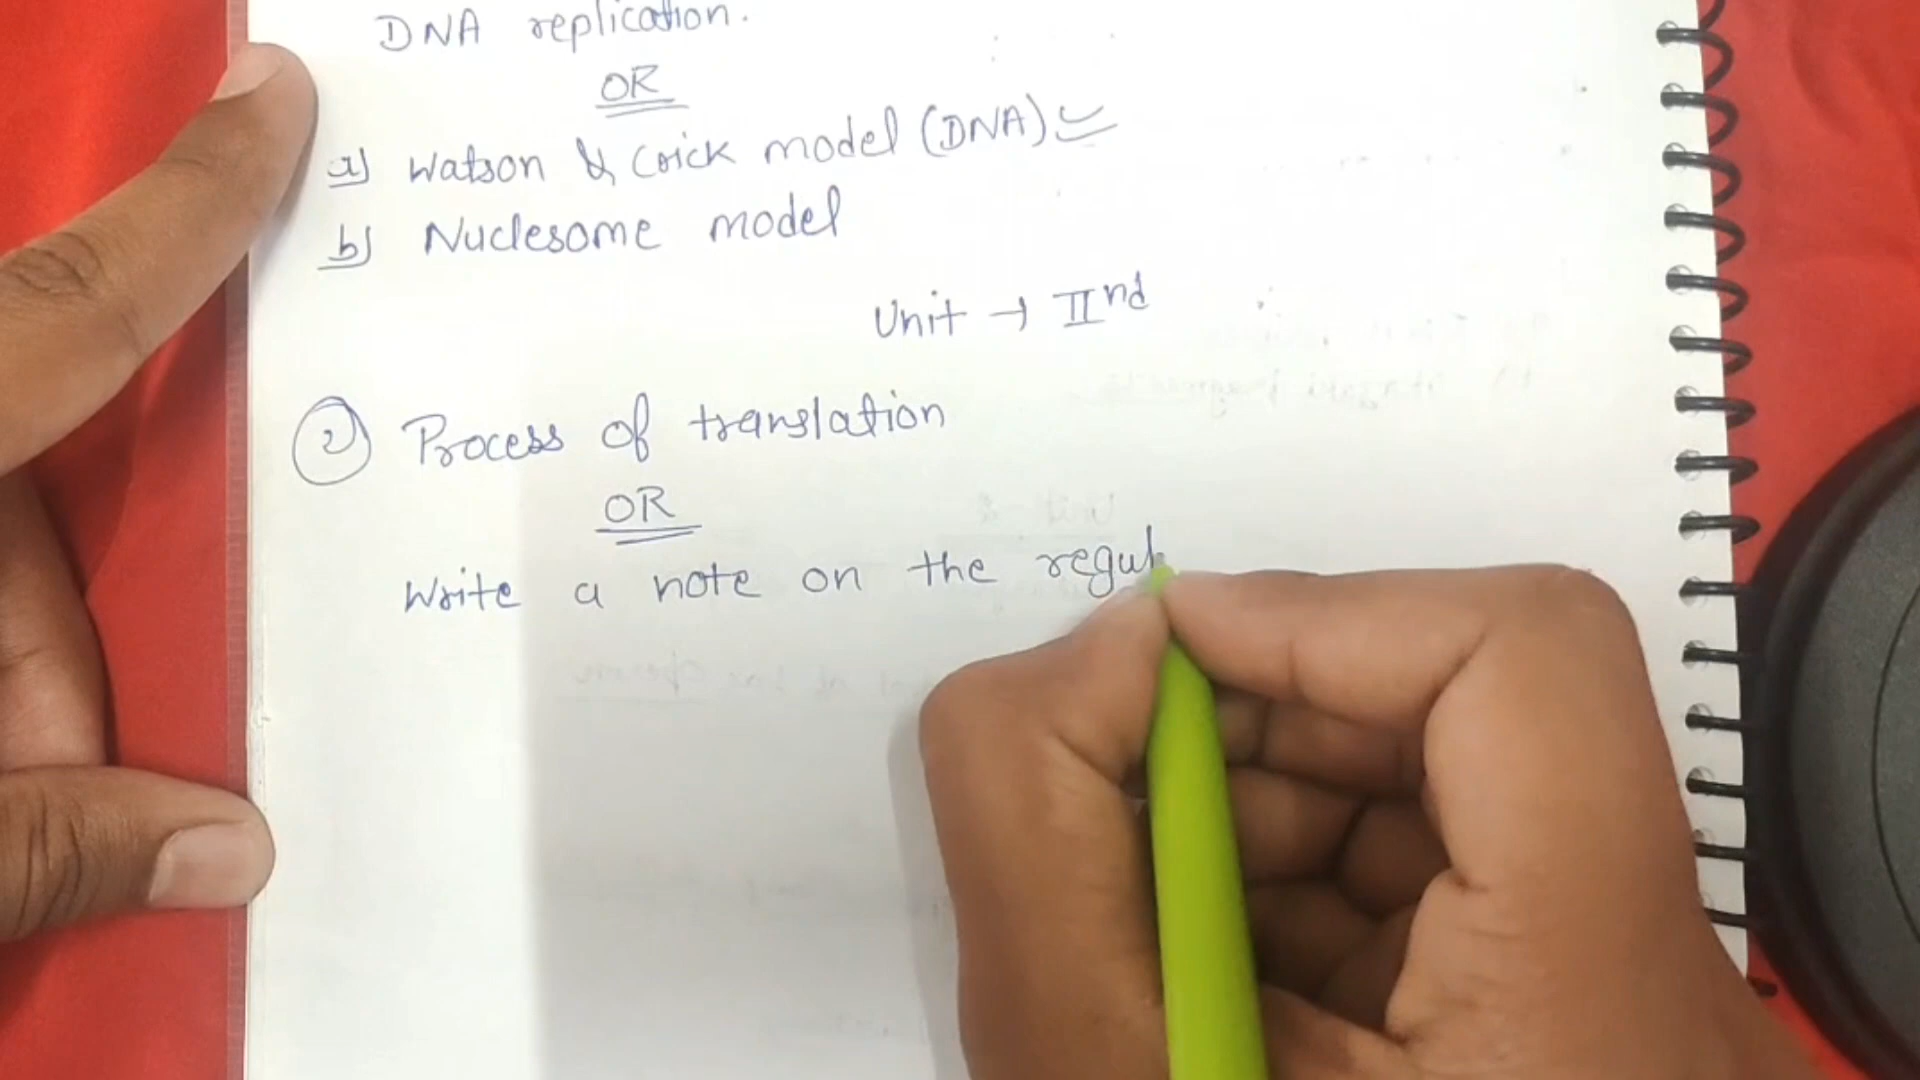 DNA replication.
OR
a) Watson & Crick model (DNA)
b) Nuclesome model
Unit → IInd
2 Process of translation
OR
Write a note on the regul